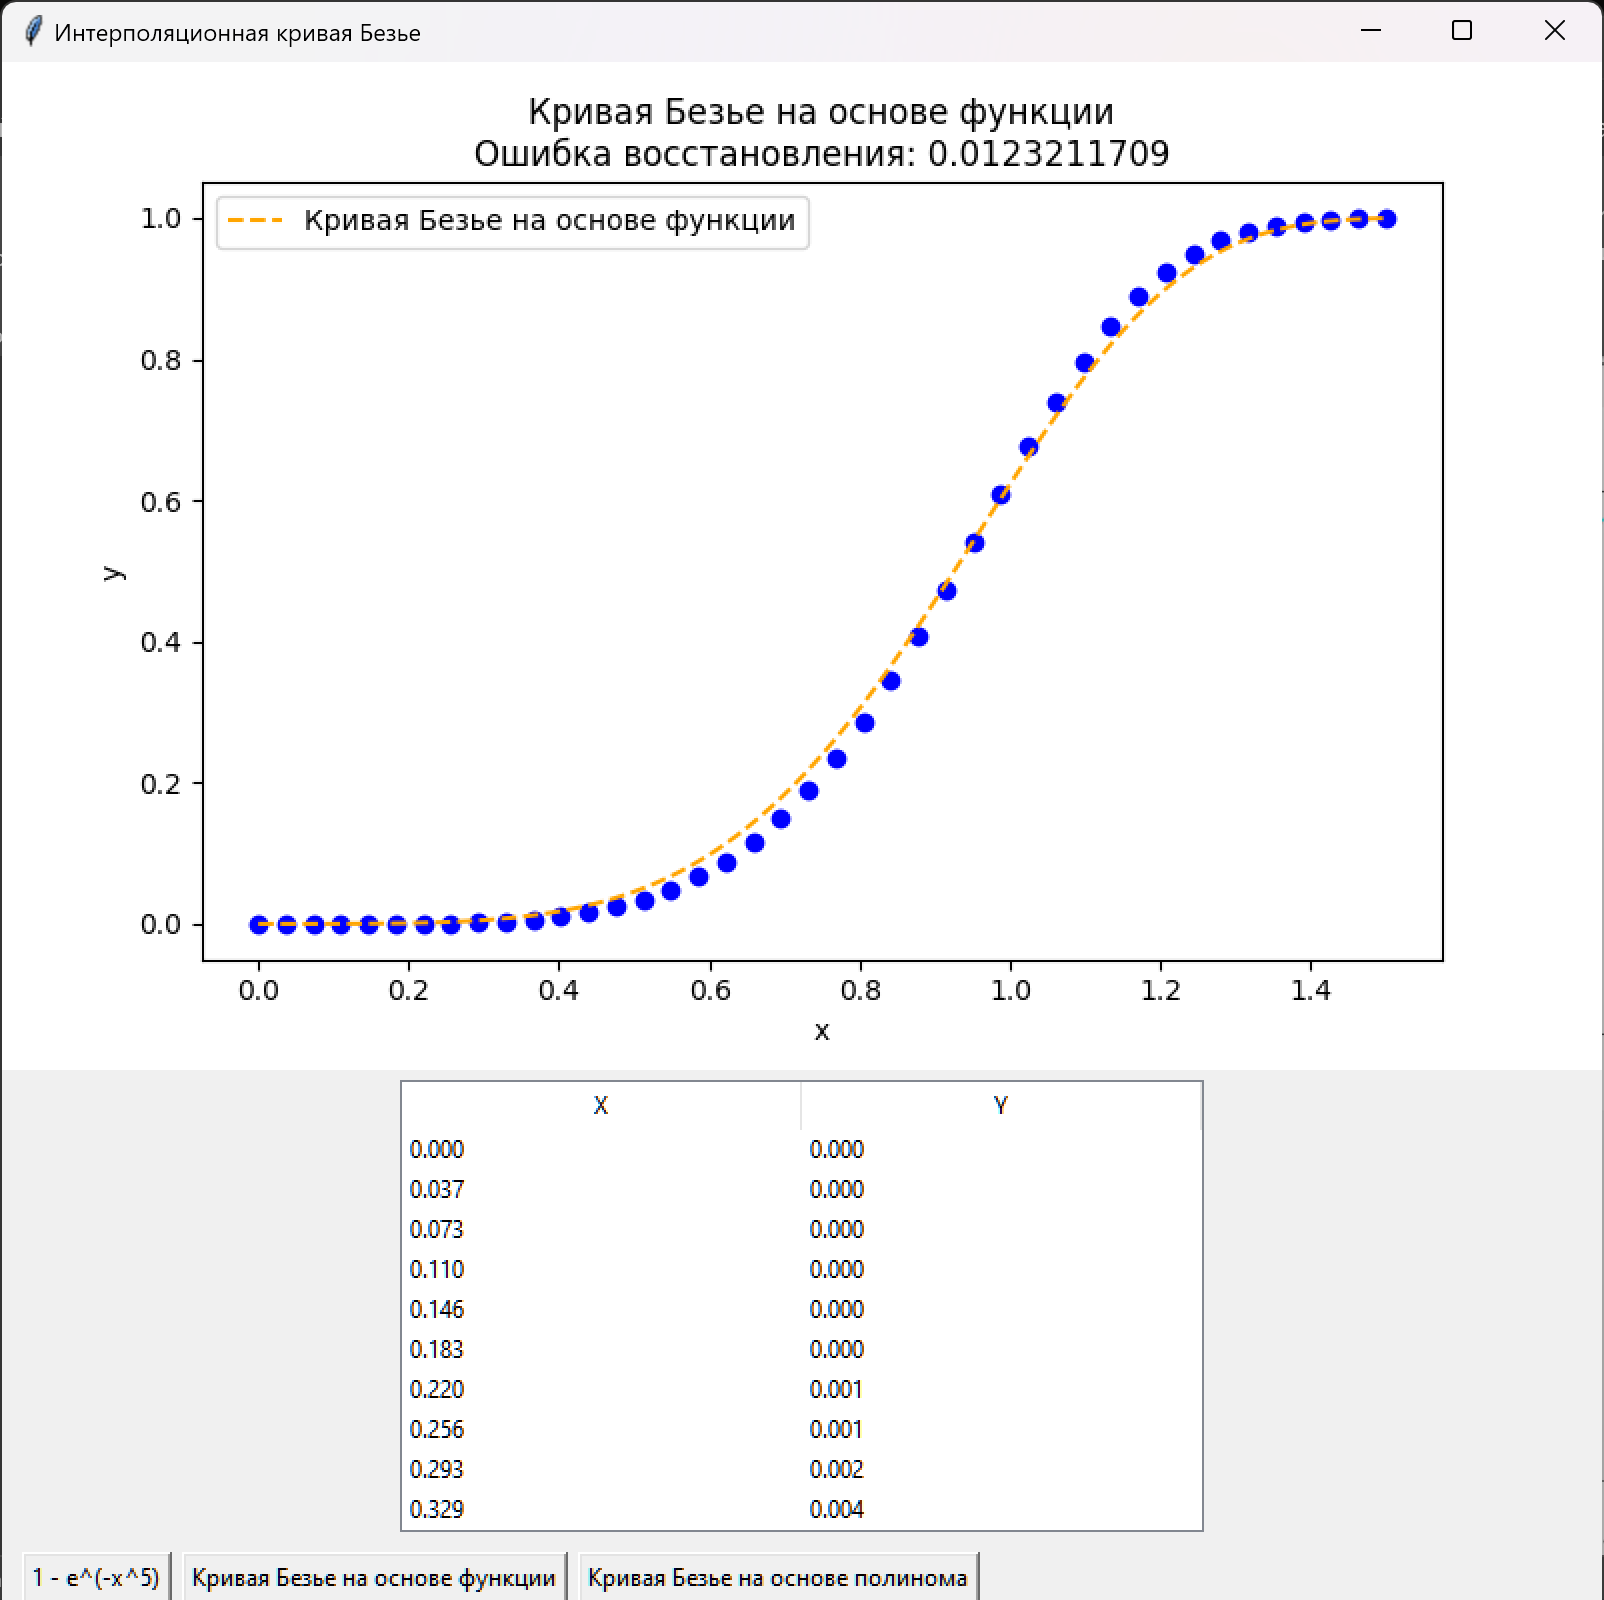 Интерполяционная кривая Безье
Кривая Безье на основе функции
Ошибка восстановления: 0.0123211709
Кривая Безье на основе функции
1.0
0.8
0.6
0.4
0.2
0.0
y
0.0 0.2 0.4 0.6 0.8 1.0 1.2 1.4
x
X Y
0.000 0.000
0.037 0.000
0.073 0.000
0.110 0.000
0.146 0.000
0.183 0.000
0.220 0.001
0.256 0.001
0.293 0.002
0.329 0.004
1 - e^(-x^5) Кривая Безье на основе функции Кривая Безье на основе полинома